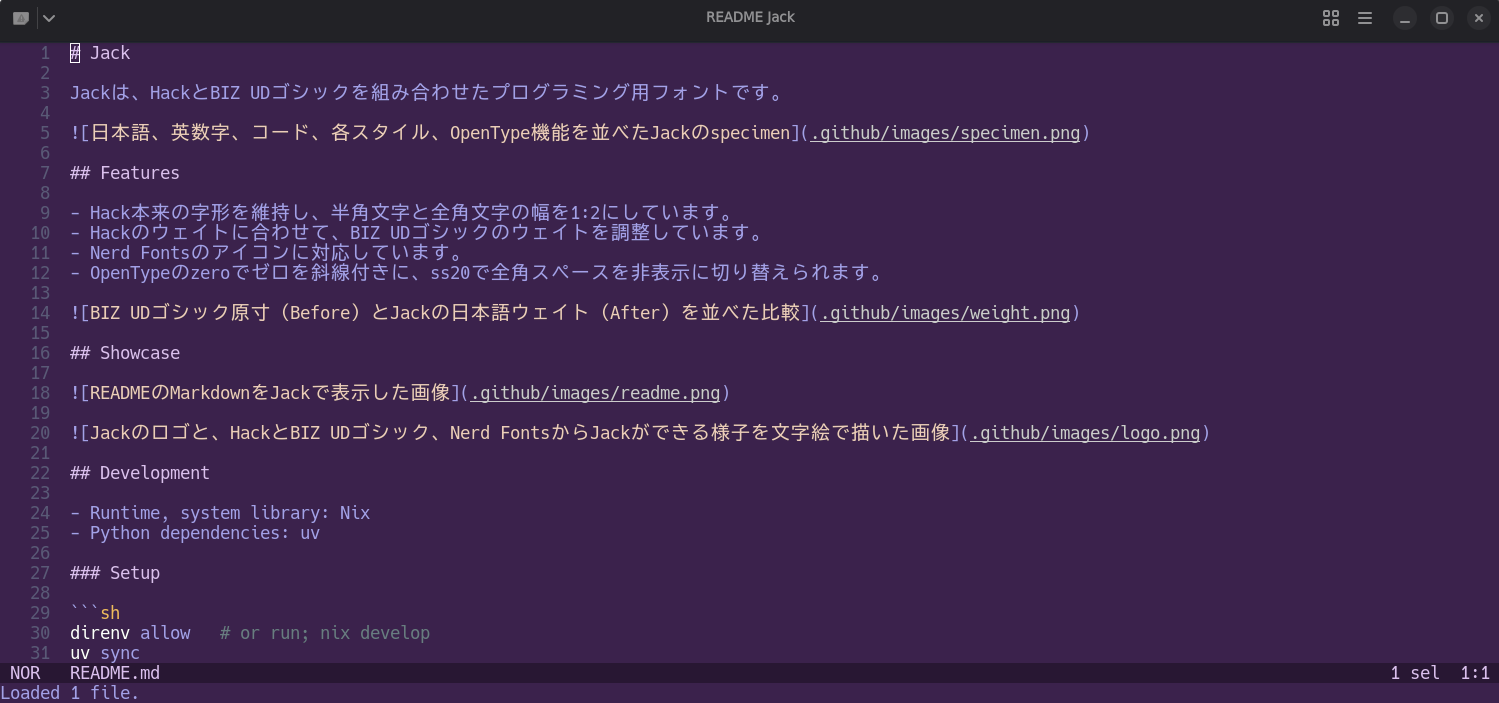 README Jack
1 # Jack
2
3 Jackは、HackとBIZ UDゴシックを組み合わせたプログラミング用フォントです。
4
5 ![日本語、英数字、コード、各スタイル、OpenType機能を並べたJackのspecimen](.github/images/specimen.png)
6
7 ## Features
8
9 - Hack本来の字形を維持し、半角文字と全角文字の幅を1:2にしています。
10 - Hackのウェイトに合わせて、BIZ UDゴシックのウェイトを調整しています。
11 - Nerd Fontsのアイコンに対応しています。
12 - OpenTypeのzeroでゼロを斜線付きに、ss20で全角スペースを非表示に切り替えられます。
13
14 ![BIZ UDゴシック原寸（Before）とJackの日本語ウェイト（After）を並べた比較](.github/images/weight.png)
15
16 ## Showcase
17
18 ![READMEのMarkdownをJackで表示した画像](.github/images/readme.png)
19
20 ![Jackのロゴと、HackとBIZ UDゴシック、Nerd FontsからJackができる様子を文字絵で描いた画像](.github/images/logo.png)
21
22 ## Development
23
24 - Runtime, system library: Nix
25 - Python dependencies: uv
26
27 ### Setup
28
29 ```sh
30 direnv allow   # or run; nix develop
31 uv sync
NOR   README.md   1 sel  1:1
Loaded 1 file.